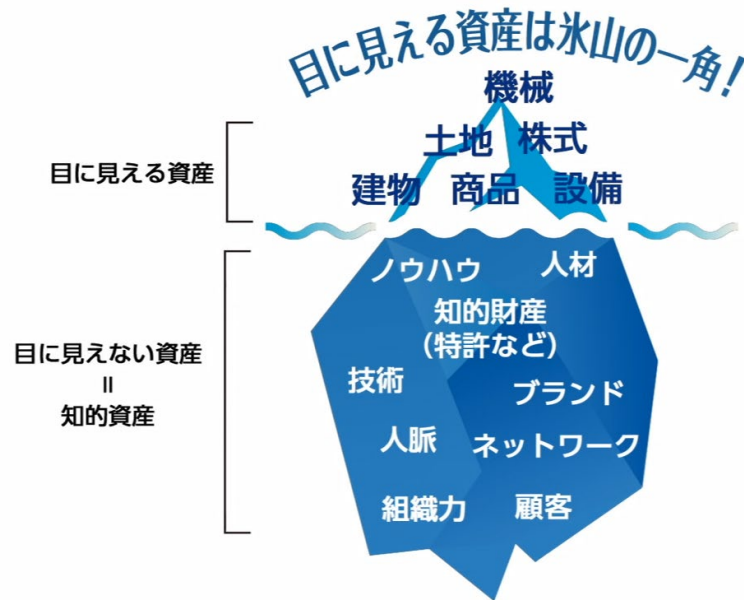 目に見える資産は氷山の一角！
機械
土地 株式
目に見える資産
建物 商品 設備
ノウハウ 人材
知的財産
（特許など）
目に見えない資産
＝
知的資産
技術 ブランド
人脈 ネットワーク
組織力 顧客